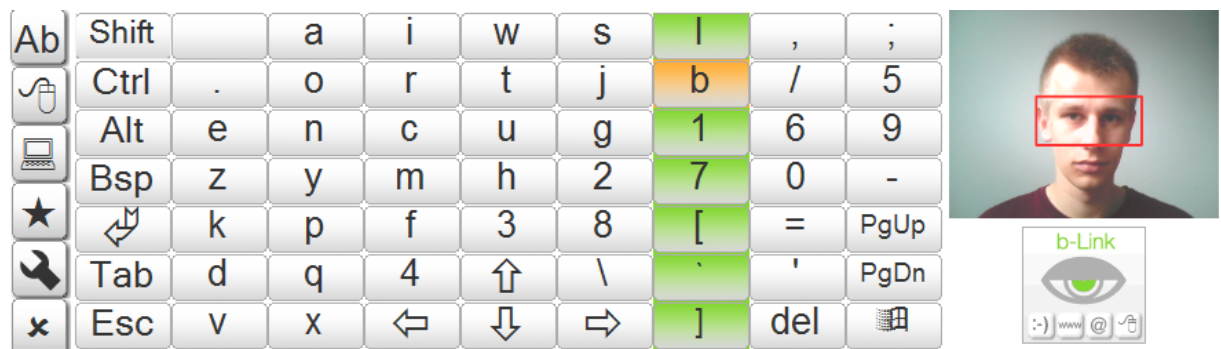 Ab Shift a i w s l , ;
Ctrl . o r t j b / 5
Alt e n c u g 1 6 9
Bsp z y m h 2 7 0 -
k p f 3 8 [ = PgUp
Tab d q 4 ⇧ \ ` ' PgDn
x Esc v x ⇦ ⇩ ⇨ ] del
b-Link
:-) www @